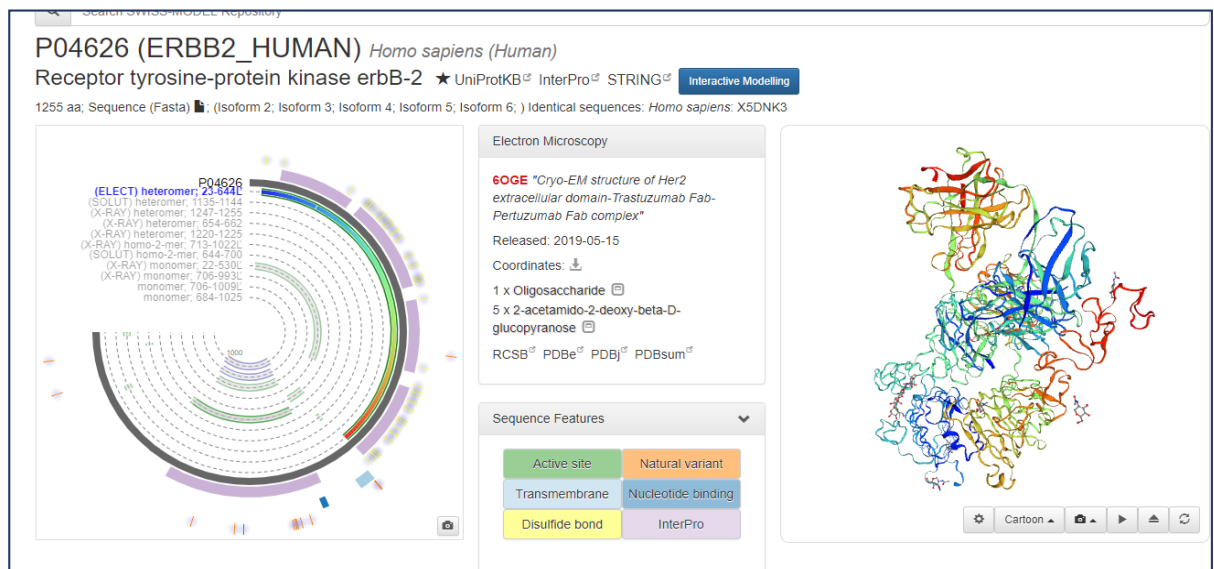 Search SWISS-MODEL Repository
P04626 (ERBB2_HUMAN) Homo sapiens (Human)
Receptor tyrosine-protein kinase erbB-2 ★ UniProtKB InterPro STRING Interactive Modelling
1255 aa; Sequence (Fasta) ; (Isoform 2; Isoform 3; Isoform 4; Isoform 5; Isoform 6; ) Identical sequences: Homo sapiens: X5DNK3
P04626
(ELECT) heteromer; 23-644L
(SOLUT) heteromer; 1135-1144
(X-RAY) heteromer; 1247-1255
(X-RAY) heteromer; 654-662
(X-RAY) heteromer; 1220-1225
(X-RAY) homo-2-mer; 713-1022L
(SOLUT) homo-2-mer; 644-700
(X-RAY) monomer; 22-530L
(X-RAY) monomer; 706-993L
monomer; 706-1009L
monomer; 684-1025
1000
Electron Microscopy
6OGE "Cryo-EM structure of Her2
extracellular domain-Trastuzumab Fab-
Pertuzumab Fab complex"
Released: 2019-05-15
Coordinates:
1 x Oligosaccharide
5 x 2-acetamido-2-deoxy-beta-D-
glucopyranose
RCSB PDBe PDBj PDBsum
Sequence Features
Active site Natural variant
Transmembrane Nucleotide binding
Disulfide bond InterPro
Cartoon